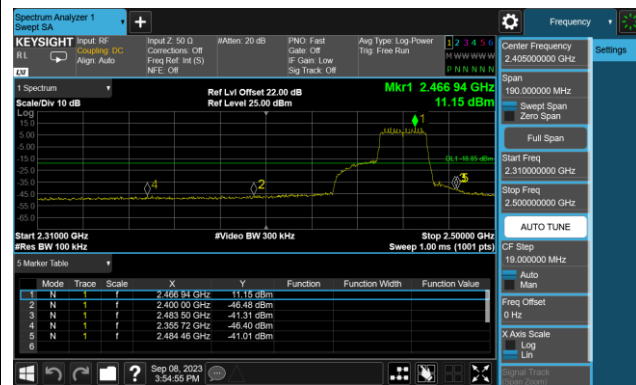 Spectrum Analyzer 1
Swept SA
Frequency
KEYSIGHT
RL
LXI
Input: RF
Coupling: DC
Align: Auto
Input Z: 50 Ω
Corrections: Off
Freq Ref: Int (S)
NFE: Off
#Atten: 20 dB
PNO: Fast
Gate: Off
IF Gain: Low
Sig Track: Off
Avg Type: Log-Power
Trig: Free Run
1 2 3 4 5 6
M W W W W W
P N N N N N
Center Frequency
2.405000000 GHz
Settings
Span
190.000000 MHz
Swept Span
Zero Span
Full Span
Start Freq
2.310000000 GHz
Stop Freq
2.500000000 GHz
AUTO TUNE
CF Step
19.000000 MHz
Auto
Man
Freq Offset
0 Hz
X Axis Scale
Log
Lin
Signal Track
(Span Zoom)
1 Spectrum
Scale/Div 10 dB
Log
Ref Lvl Offset 22.00 dB
Ref Level 25.00 dBm
Mkr1 2.466 94 GHz
11.15 dBm
15.0
5.00
-5.00
-15.0
-25.0
-35.0
-45.0
-55.0
-65.0
1
DL1 -18.85 dBm
4
2
Start 2.31000 GHz
#Res BW 100 kHz
#Video BW 300 kHz
Stop 2.50000 GHz
Sweep 1.00 ms (1001 pts)
5 Marker Table
Mode Trace Scale X Y Function Function Width Function Value
1 N 1 f 2.466 94 GHz 11.15 dBm
2 N 1 f 2.400 00 GHz -46.48 dBm
3 N 1 f 2.483 50 GHz -41.31 dBm
4 N 1 f 2.355 72 GHz -46.40 dBm
5 N 1 f 2.484 46 GHz -41.01 dBm
6
Sep 08, 2023
3:54:55 PM